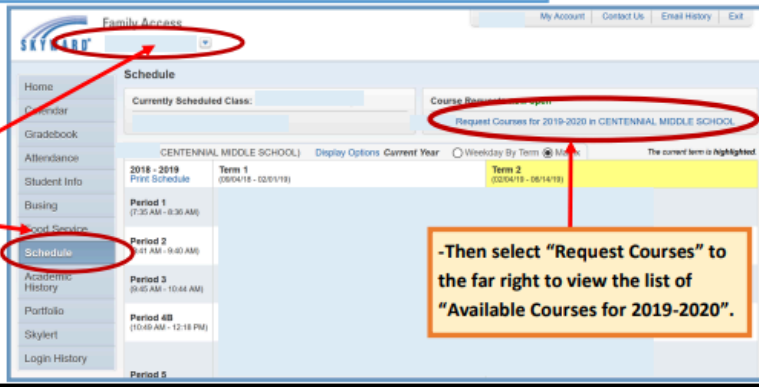 My Account Contact Us Email History Exit
Family Access
SKYWARD
Schedule
Home
Calendar
Gradebook
Attendance
Student Info
Busing
Food Service
Schedule
Academic
History
Portfolio
Skylert
Login History
Currently Scheduled Class:
Course Requests now open
Request Courses for 2019-2020 in CENTENNIAL MIDDLE SCHOOL
CENTENNIAL MIDDLE SCHOOL) Display Options Current Year Weekday By Term Matrix The current term is highlighted.
2018 - 2019
Print Schedule
Term 1
(09/04/18 - 02/01/19)
Term 2
(02/04/19 - 06/14/19)
Period 1
(7:35 AM - 8:36 AM)
Period 2
(8:41 AM - 9:40 AM)
Period 3
(9:45 AM - 10:44 AM)
Period 4B
(10:49 AM - 12:18 PM)
Period 5
-Then select “Request Courses” to
the far right to view the list of
“Available Courses for 2019-2020”.